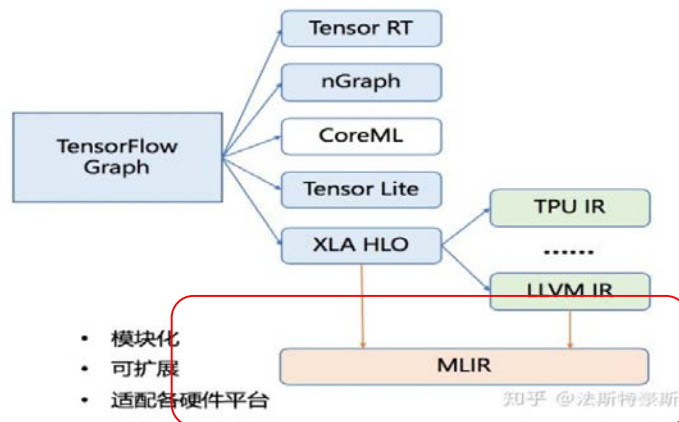 Tensor RT
nGraph
TensorFlow
Graph
CoreML
Tensor Lite
TPU IR
XLA HLO
......
LLVM IR
• 模块化
• 可扩展
MLIR
• 适配各硬件平台
知乎 @法斯特豪斯